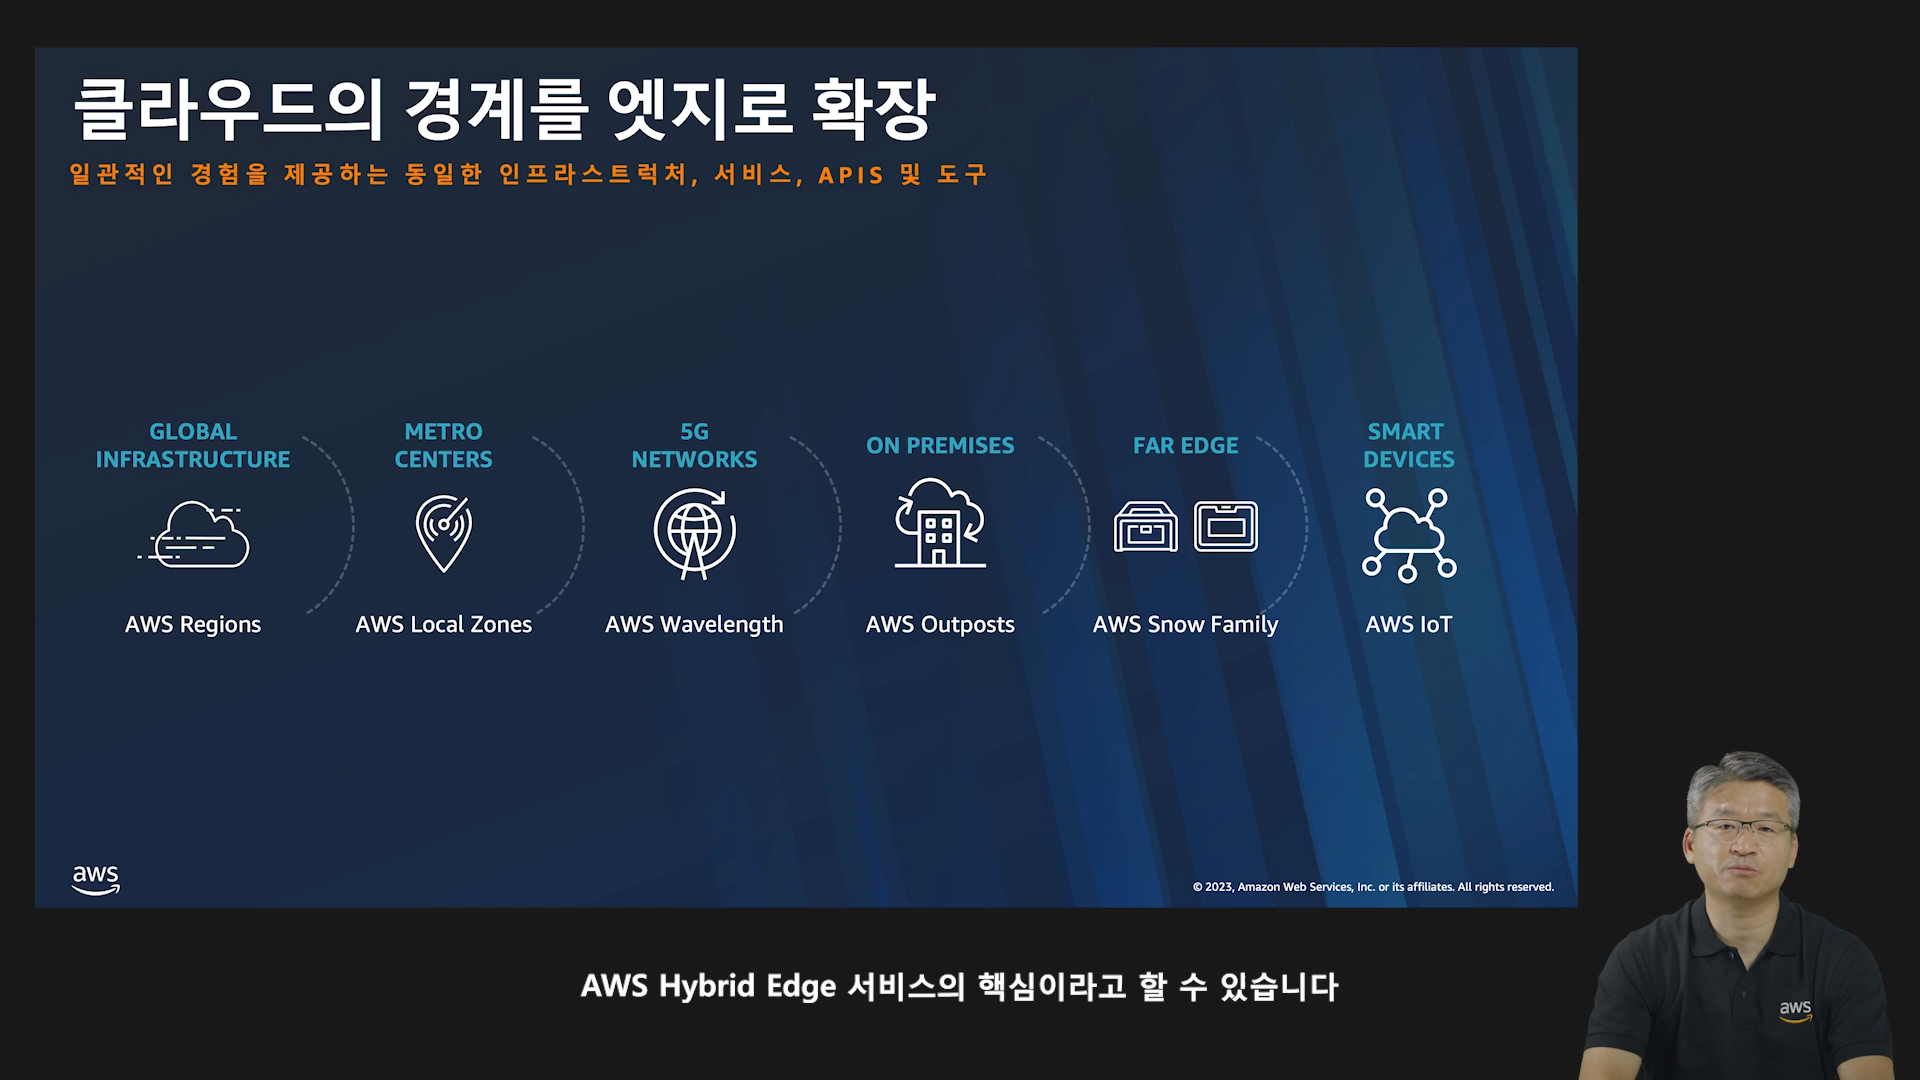 클라우드의 경계를 엣지로 확장
일관적인 경험을 제공하는 동일한 인프라스트럭처, 서비스, APIS 및 도구
GLOBAL
INFRASTRUCTURE
AWS Regions
METRO
CENTERS
AWS Local Zones
5G
NETWORKS
AWS Wavelength
ON PREMISES
AWS Outposts
FAR EDGE
AWS Snow Family
SMART
DEVICES
AWS IoT
aws
© 2023, Amazon Web Services, Inc. or its affiliates. All rights reserved.
aws
AWS Hybrid Edge 서비스의 핵심이라고 할 수 있습니다